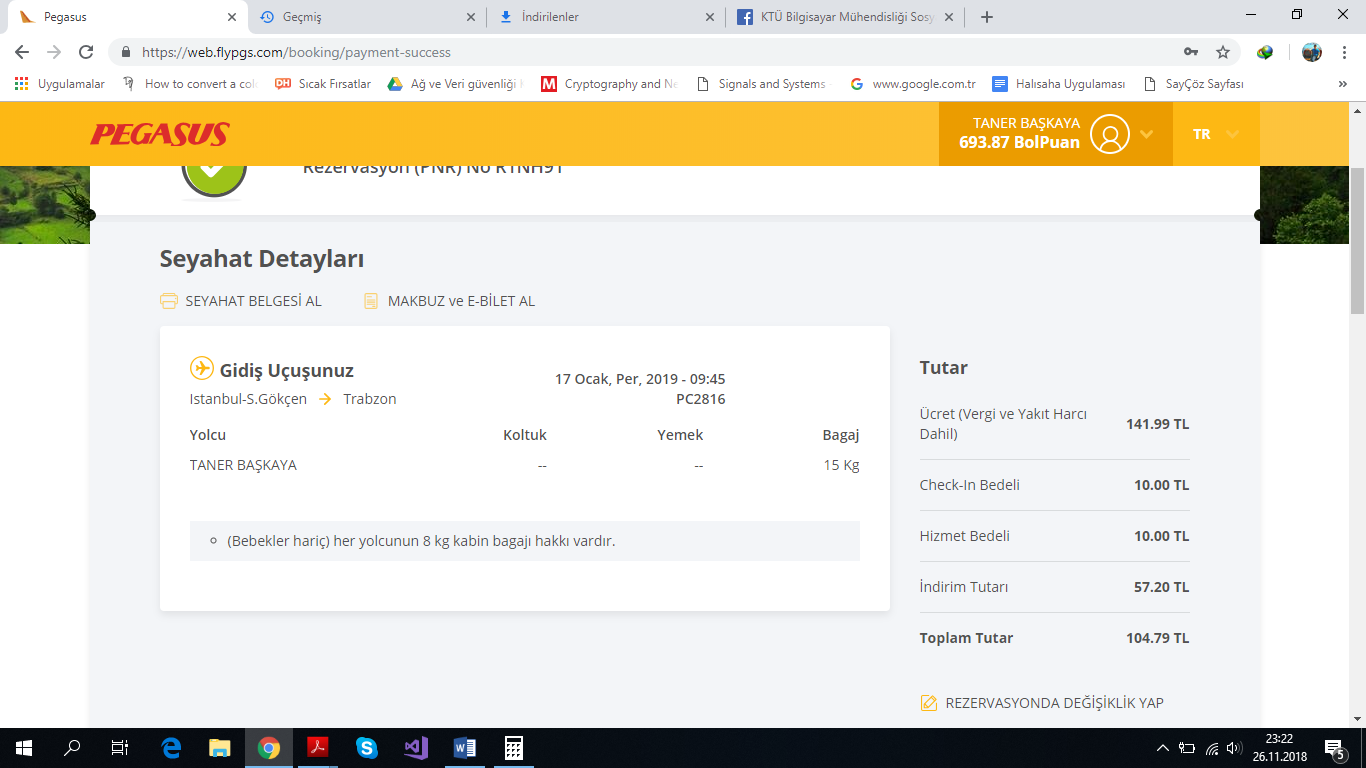 Pegasus
Geçmiş
İndirilenler
KTÜ Bilgisayar Mühendisliği Sosy
https://web.flypgs.com/booking/payment-success
Uygulamalar
How to convert a col
Sıcak Fırsatlar
Ağ ve Veri güvenliği
Cryptography and Ne
Signals and Systems
www.google.com.tr
Halısaha Uygulaması
SayÇöz Sayfası
PEGASUS
TANER BAŞKAYA
693.87 BolPuan
TR
Rezervasyon (PNR) No R1NH91
Seyahat Detayları
SEYAHAT BELGESİ AL
MAKBUZ ve E-BİLET AL
Gidiş Uçuşunuz
17 Ocak, Per, 2019 - 09:45
Istanbul-S.Gökçen → Trabzon
PC2816
Yolcu Koltuk Yemek Bagaj
TANER BAŞKAYA -- -- 15 Kg
(Bebekler hariç) her yolcunun 8 kg kabin bagajı hakkı vardır.
Tutar
Ücret (Vergi ve Yakıt Harcı
Dahil) 141.99 TL
Check-In Bedeli 10.00 TL
Hizmet Bedeli 10.00 TL
İndirim Tutarı 57.20 TL
Toplam Tutar 104.79 TL
REZERVASYONDA DEĞİŞİKLİK YAP
23:22
26.11.2018
5